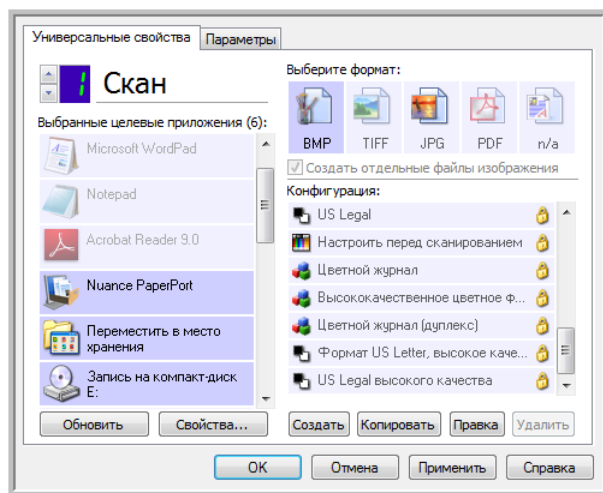 Универсальные свойства
Параметры
1
Скан
Выбранные целевые приложения (6):
Microsoft WordPad
Notepad
Acrobat Reader 9.0
Nuance PaperPort
Переместить в место
хранения
Запись на компакт-диск
E:
Обновить
Свойства...
Выберите формат:
BMP
TIFF
JPG
PDF
n/a
Создать отдельные файлы изображения
Конфигурация:
US Legal
Настроить перед сканированием
Цветной журнал
Высококачественное цветное ф...
Цветной журнал (дуплекс)
Формат US Letter, высокое каче...
US Legal высокого качества
Создать
Копировать
Правка
Удалить
OK
Отмена
Применить
Справка